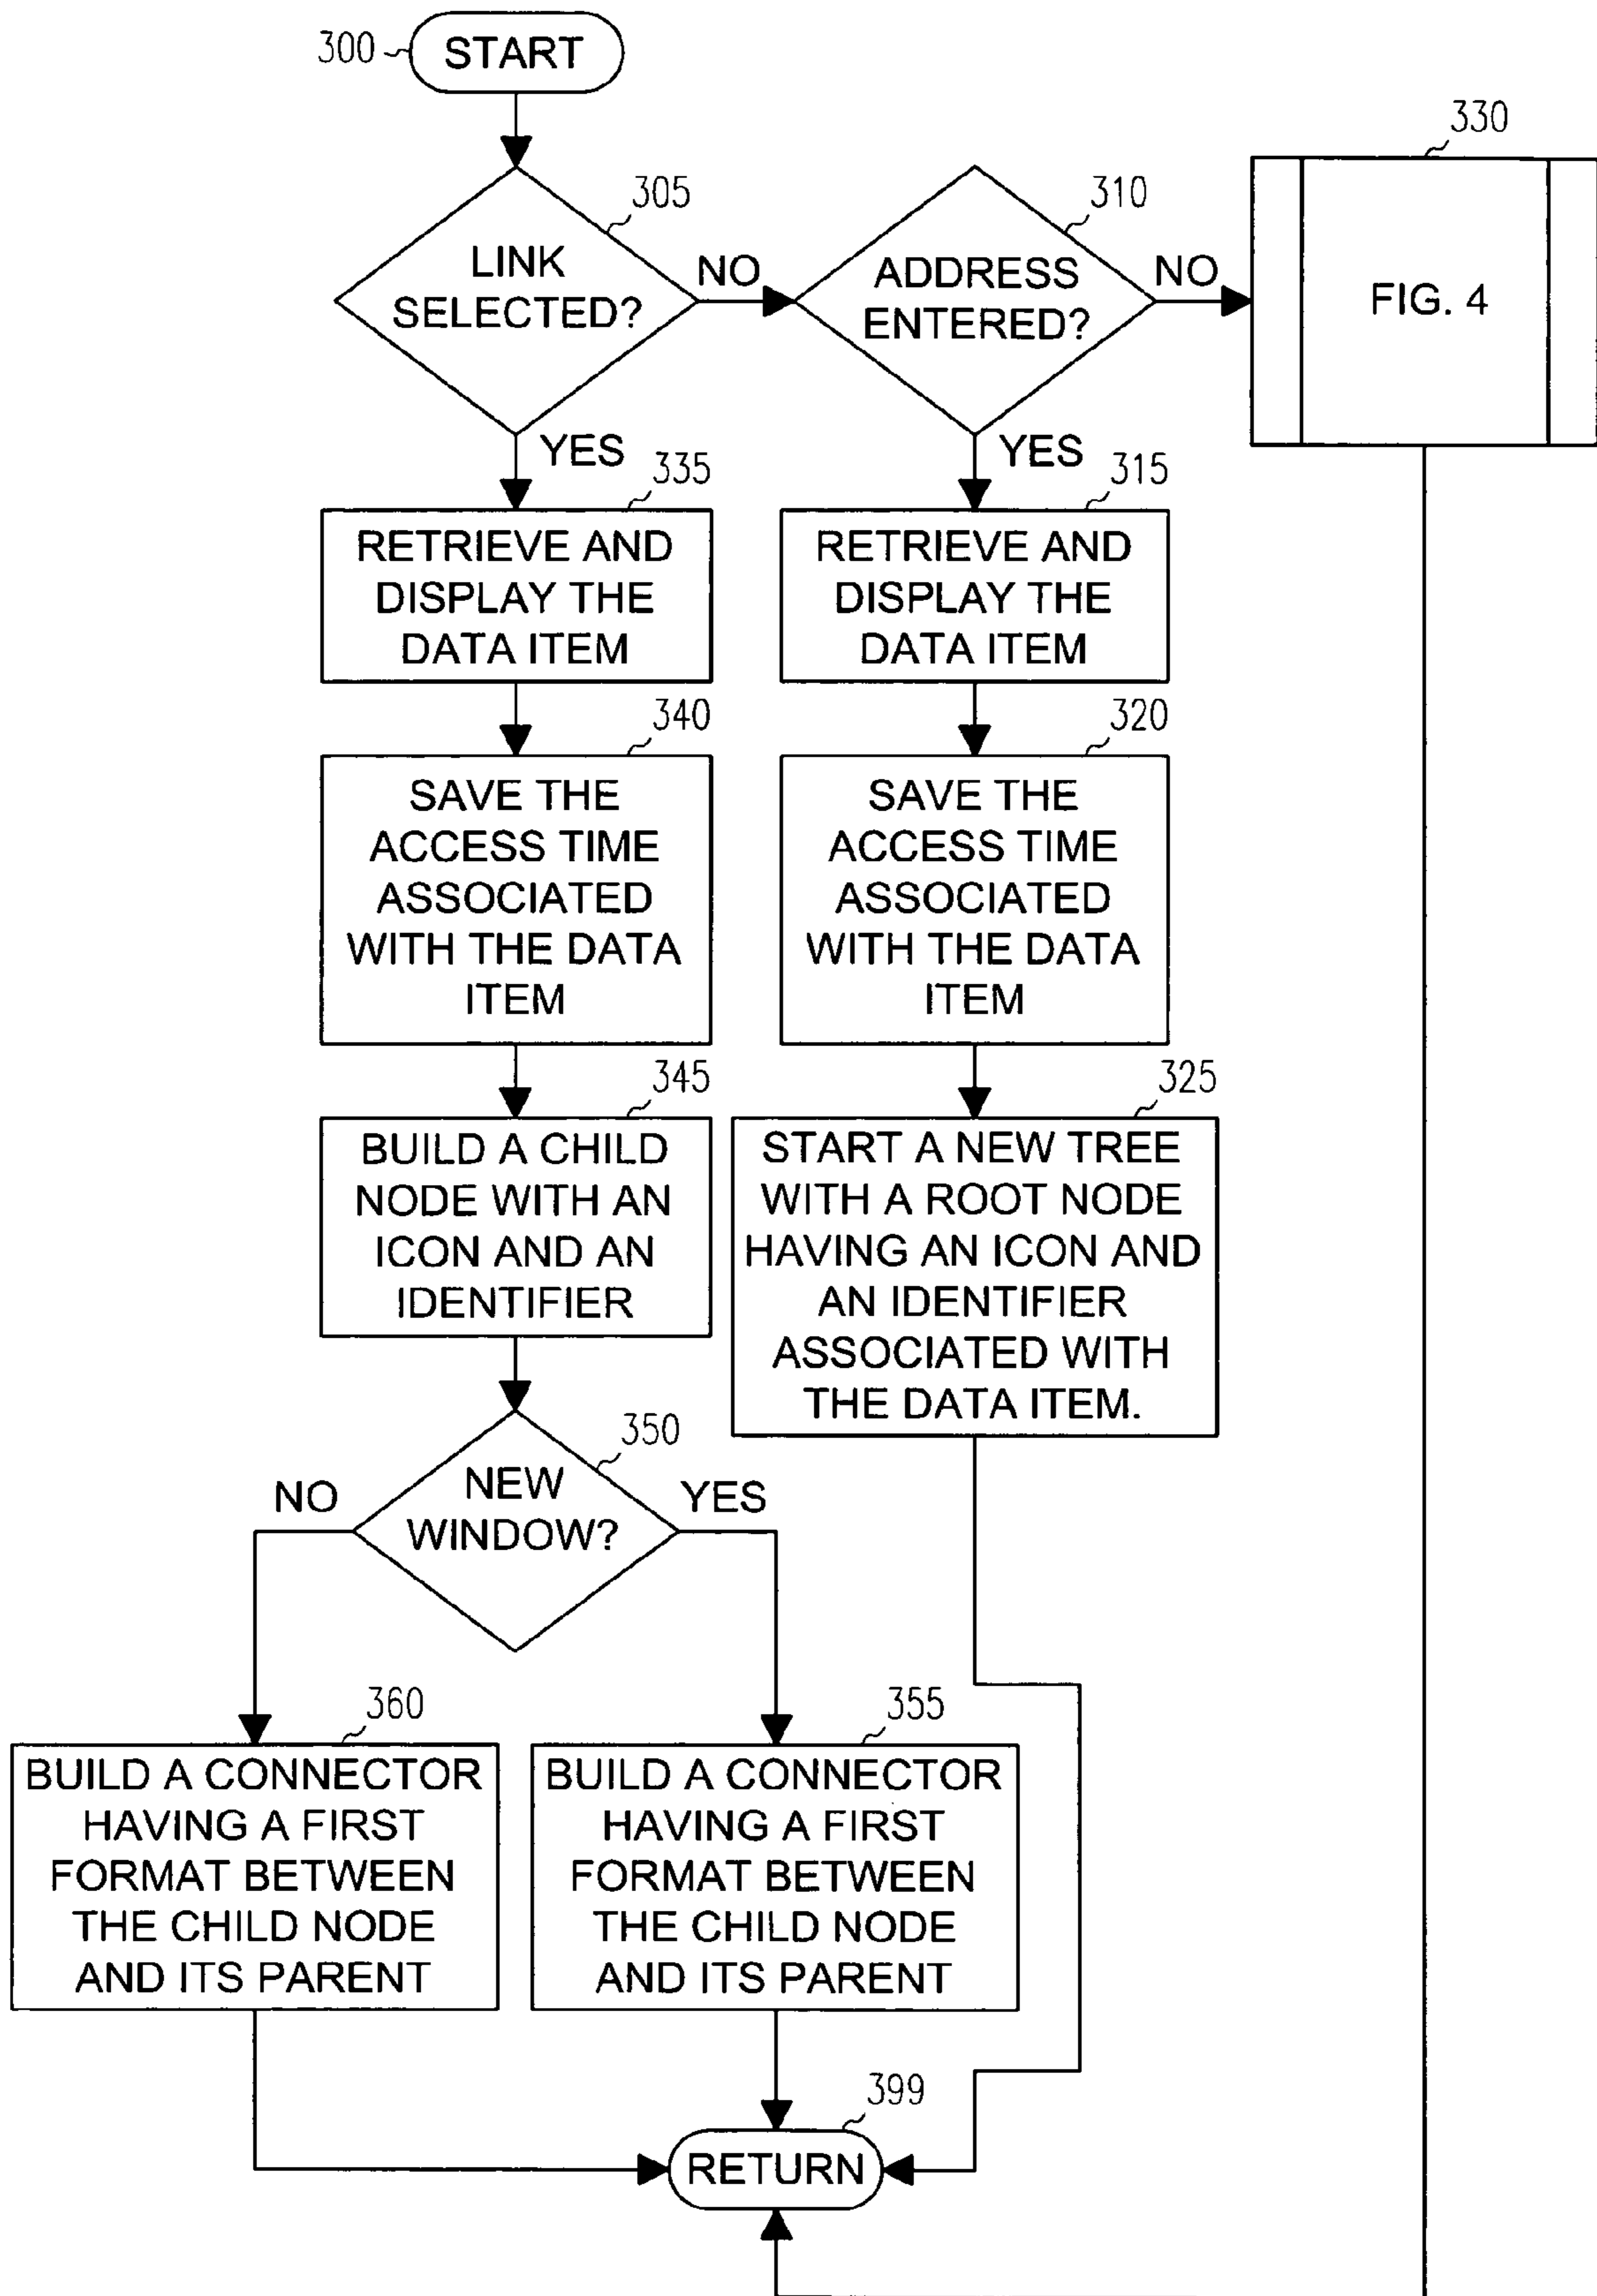 300
START
330
305
310
LINK
SELECTED?
NO
ADDRESS
ENTERED?
NO
FIG. 4
YES
YES
335
315
RETRIEVE AND
DISPLAY THE
DATA ITEM
RETRIEVE AND
DISPLAY THE
DATA ITEM
340
320
SAVE THE
ACCESS TIME
ASSOCIATED
WITH THE DATA
ITEM
SAVE THE
ACCESS TIME
ASSOCIATED
WITH THE DATA
ITEM
345
325
BUILD A CHILD
NODE WITH AN
ICON AND AN
IDENTIFIER
START A NEW TREE
WITH A ROOT NODE
HAVING AN ICON AND
AN IDENTIFIER
ASSOCIATED WITH
THE DATA ITEM.
350
NO
NEW
WINDOW?
YES
360
355
BUILD A CONNECTOR
HAVING A FIRST
FORMAT BETWEEN
THE CHILD NODE
AND ITS PARENT
BUILD A CONNECTOR
HAVING A FIRST
FORMAT BETWEEN
THE CHILD NODE
AND ITS PARENT
399
RETURN